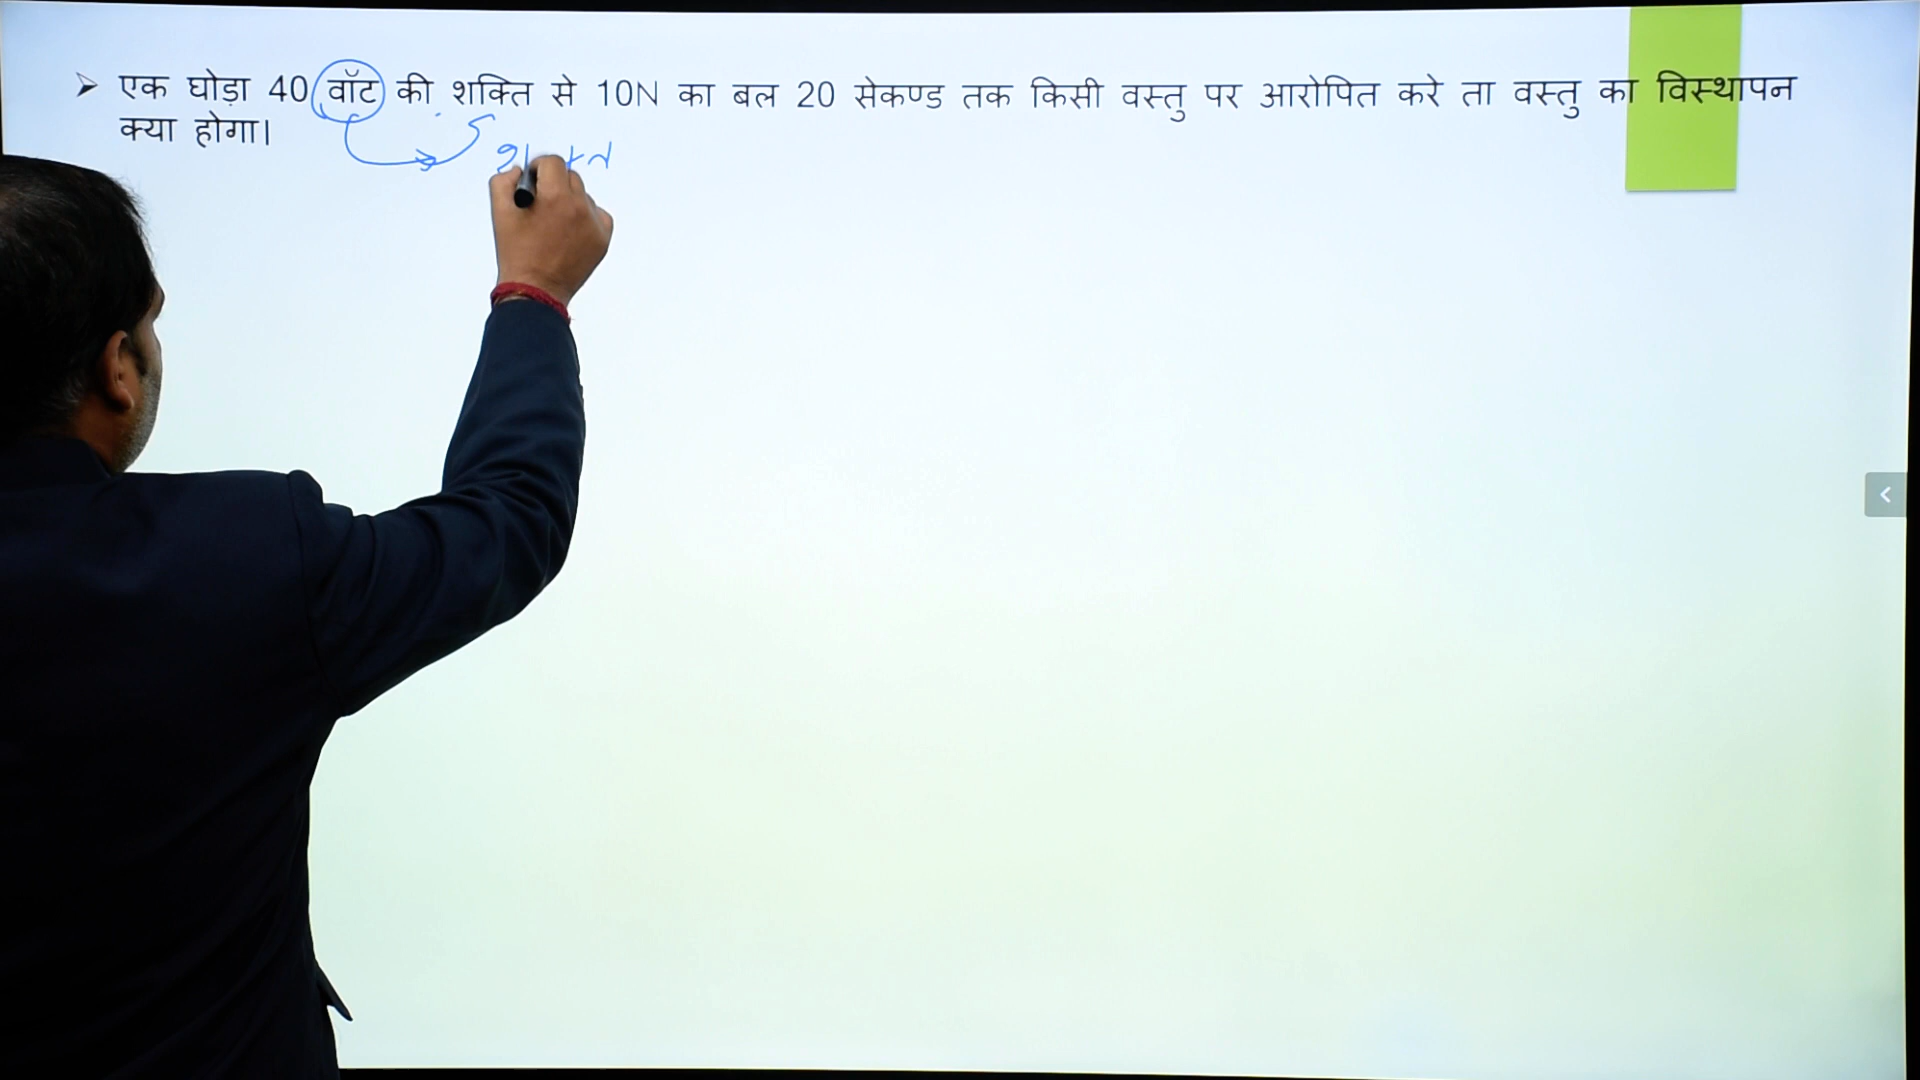 एक घोड़ा 40 वॉट की शक्ति से 10N का बल 20 सेकण्ड तक किसी वस्तु पर आरोपित करे ता वस्तु का विस्थापन
क्या होगा।